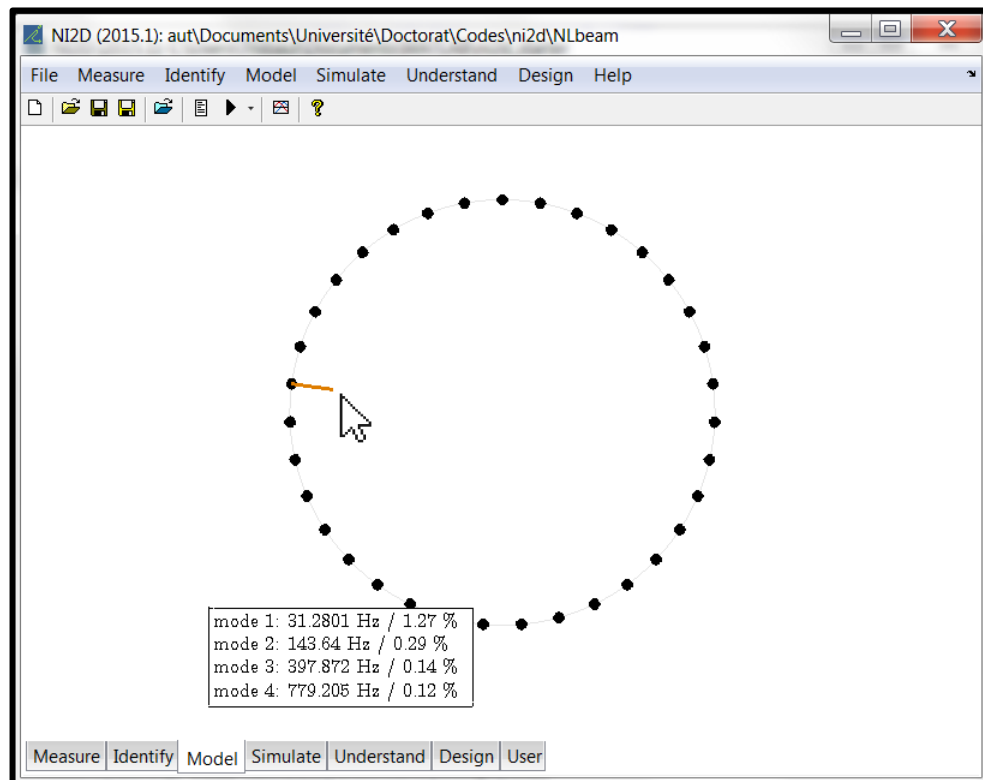 NI2D (2015.1): aut\Documents\Université\Doctorat\Codes\ni2d\NLbeam
File Measure Identify Model Simulate Understand Design Help
mode 1: 31.2801 Hz / 1.27 %
mode 2: 143.64 Hz / 0.29 %
mode 3: 397.872 Hz / 0.14 %
mode 4: 779.205 Hz / 0.12 %
Measure Identify Model Simulate Understand Design User